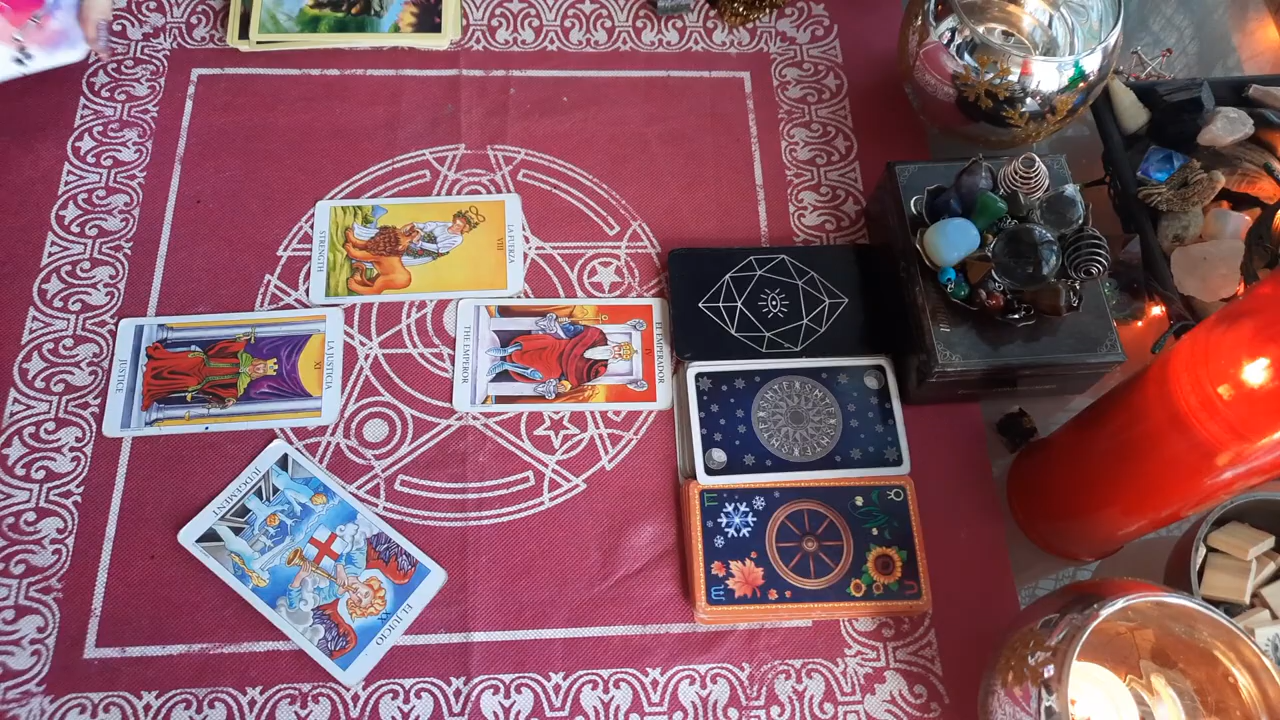 VIII
LA FUERZA
STRENGTH
XI
LA JUSTICIA
JUSTICE
IV
EL EMPERADOR
THE EMPEROR
XX
EL JUICIO
JUDGEMENT